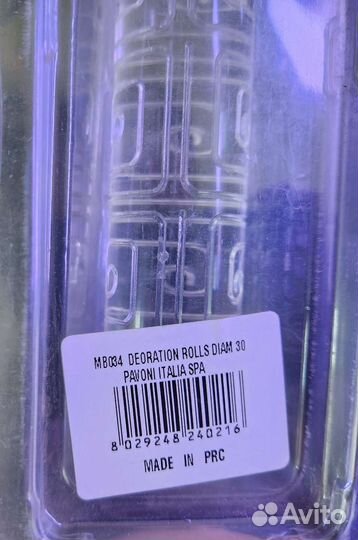 MB034 DEORATION ROLLS DIAM 30
PAVONI ITALIA SPA
8 029248 240216
MADE IN PRC
Avito